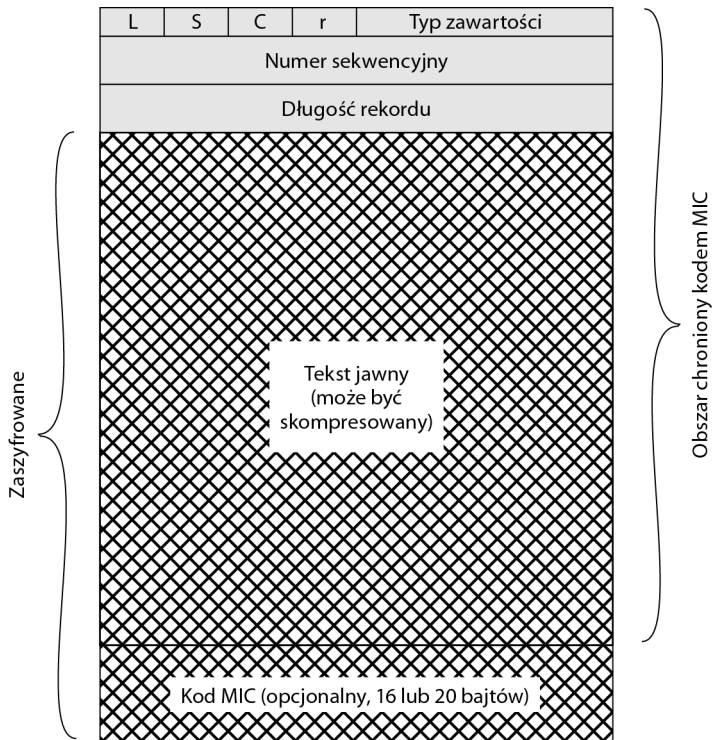 L S C r Typ zawartości
Numer sekwencyjny
Długość rekordu
Tekst jawny
(może być
skompresowany)
Kod MIC (opcjonalny, 16 lub 20 bajtów)
Zaszyfrowane
Obszar chroniony kodem MIC